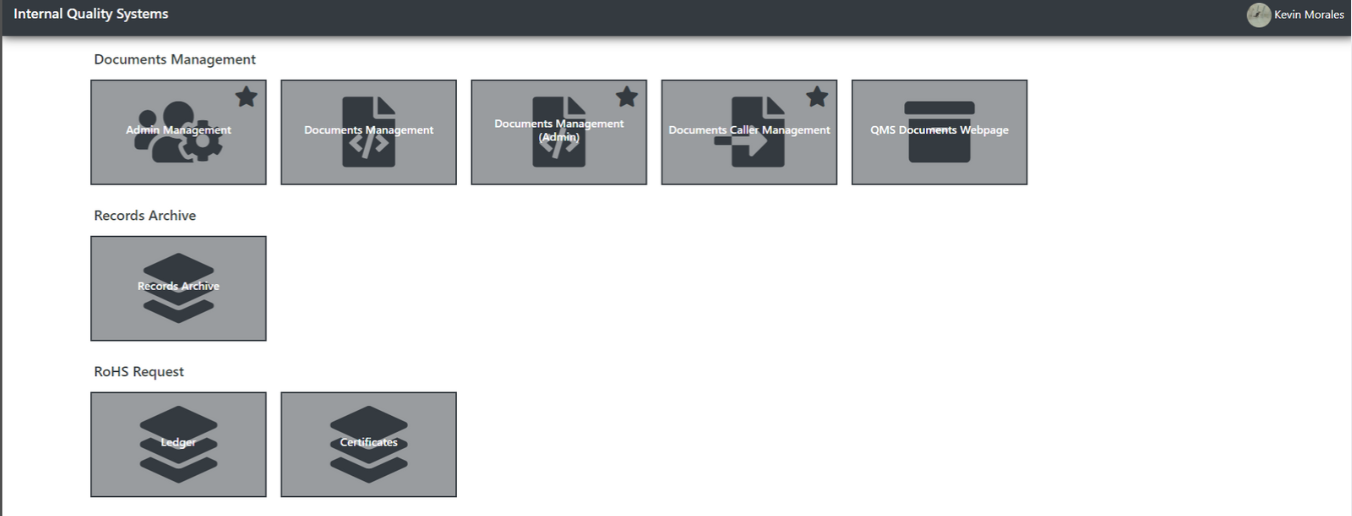 Internal Quality Systems
Kevin Morales
Documents Management
Admin Management
Documents Management
Documents Management
(Admin)
Documents Caller Management
QMS Documents Webpage
Records Archive
Records Archive
RoHS Request
Ledger
Certificates